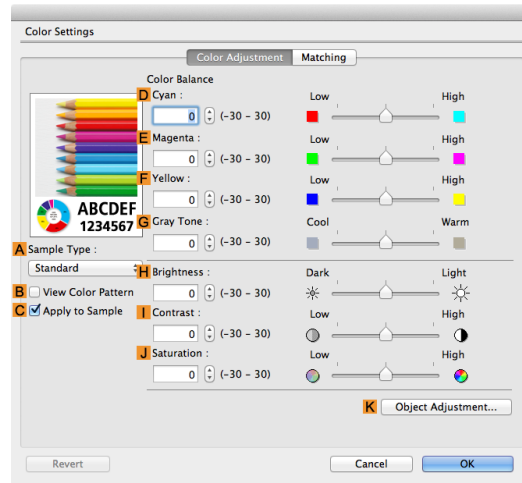 Color Settings
Color Adjustment Matching
Color Balance
D Cyan : Low High
0 (-30 - 30)
E Magenta : Low High
0 (-30 - 30)
F Yellow : Low High
0 (-30 - 30)
ABCDEF
1234567
G Gray Tone : Cool Warm
0 (-30 - 30)
A Sample Type :
Standard
H Brightness : Dark Light
0 (-30 - 30)
B View Color Pattern
C Apply to Sample
I Contrast : Low High
0 (-30 - 30)
J Saturation : Low High
0 (-30 - 30)
K Object Adjustment...
Revert Cancel OK